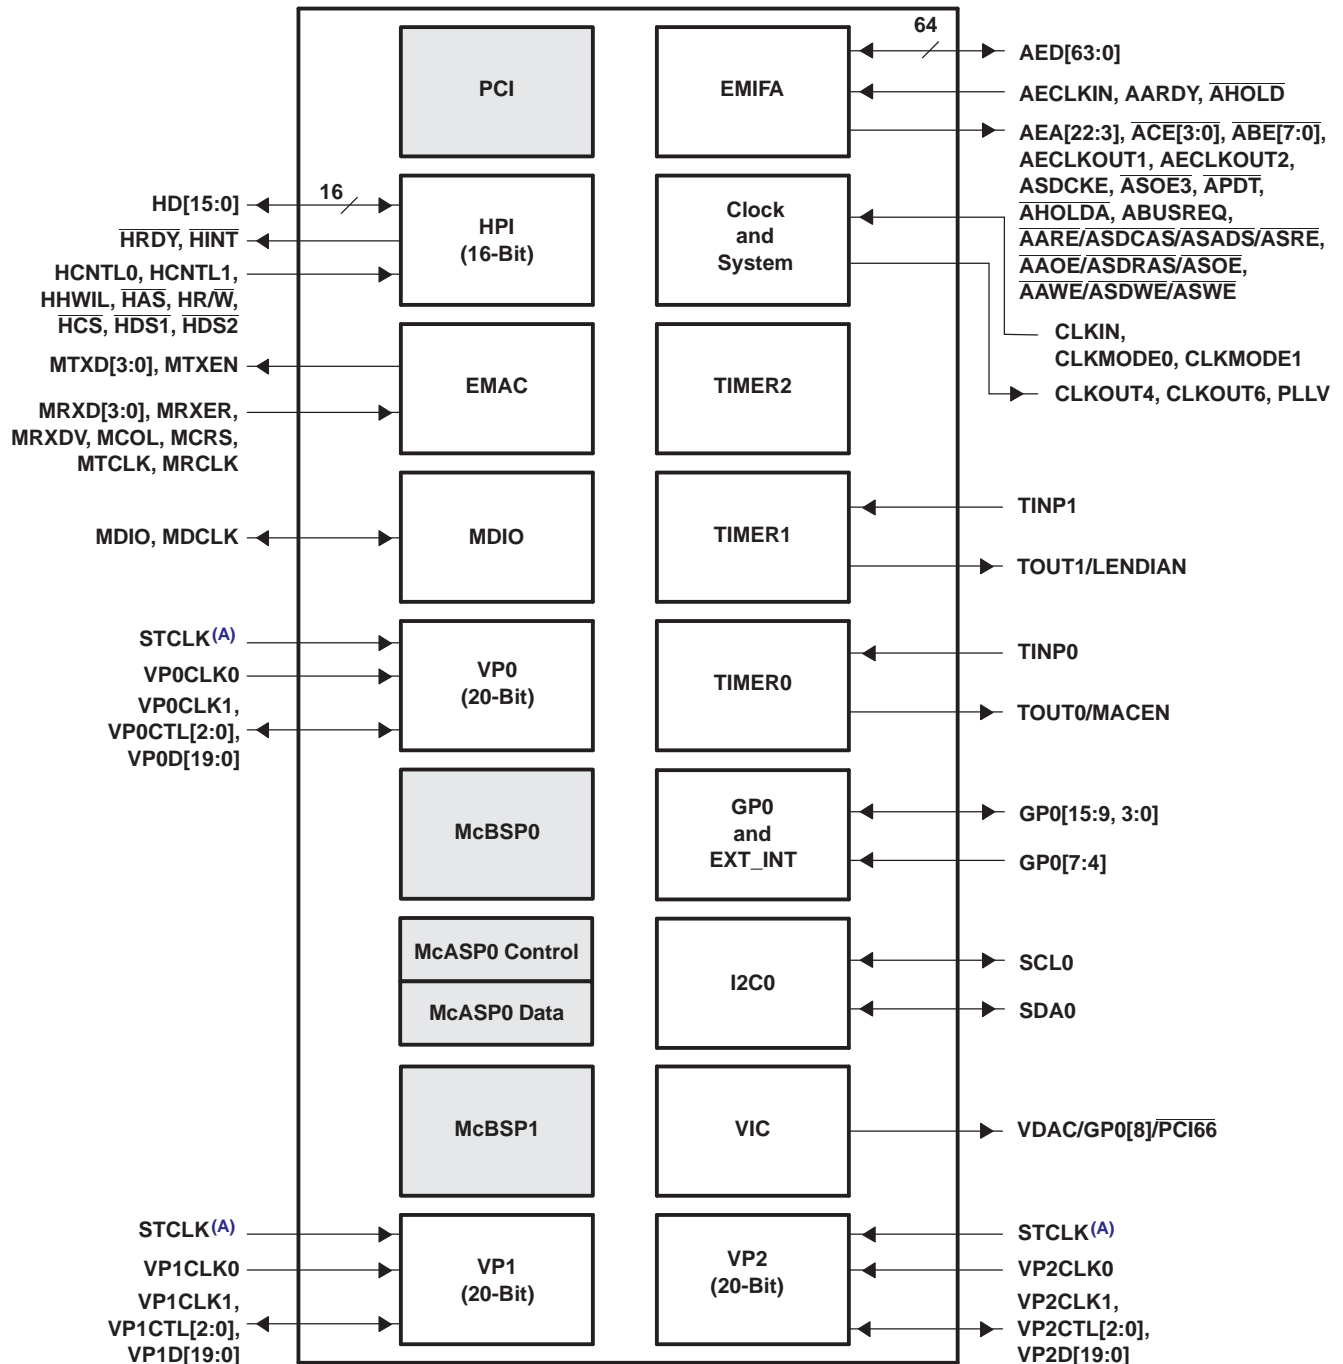 PCI
EMIFA
64
AED[63:0]
AECLKIN, AARDY, AHOLD
AEA[22:3], ACE[3:0], ABE[7:0],
AECLKOUT1, AECLKOUT2,
ASDCKE, ASOE3, APDT,
AHOLDA, ABUSREQ,
AARE/ASDCAS/ASADS/ASRE,
AAOE/ASDRAS/ASOE,
AAWE/ASDWE/ASWE
HD[15:0]
16
HRDY, HINT
HCNTL0, HCNTL1,
HHWIL, HAS, HR/W,
HCS, HDS1, HDS2
HPI
(16-Bit)
Clock
and
System
CLKIN,
CLKMODE0, CLKMODE1
CLKOUT4, CLKOUT6, PLLV
MTXD[3:0], MTXEN
MRXD[3:0], MRXER,
MRXDV, MCOL, MCRS,
MTCLK, MRCLK
EMAC
TIMER2
MDIO, MDCLK
MDIO
TIMER1
TINP1
TOUT1/LENDIAN
STCLK(A)
VP0CLK0
VP0CLK1,
VP0CTL[2:0],
VP0D[19:0]
VP0
(20-Bit)
TIMER0
TINP0
TOUT0/MACEN
McBSP0
GP0
and
EXT_INT
GP0[15:9, 3:0]
GP0[7:4]
McASP0 Control
McASP0 Data
I2C0
SCL0
SDA0
McBSP1
VIC
VDAC/GP0[8]/PCI66
STCLK(A)
VP1CLK0
VP1CLK1,
VP1CTL[2:0],
VP1D[19:0]
VP1
(20-Bit)
VP2
(20-Bit)
STCLK(A)
VP2CLK0
VP2CLK1,
VP2CTL[2:0],
VP2D[19:0]